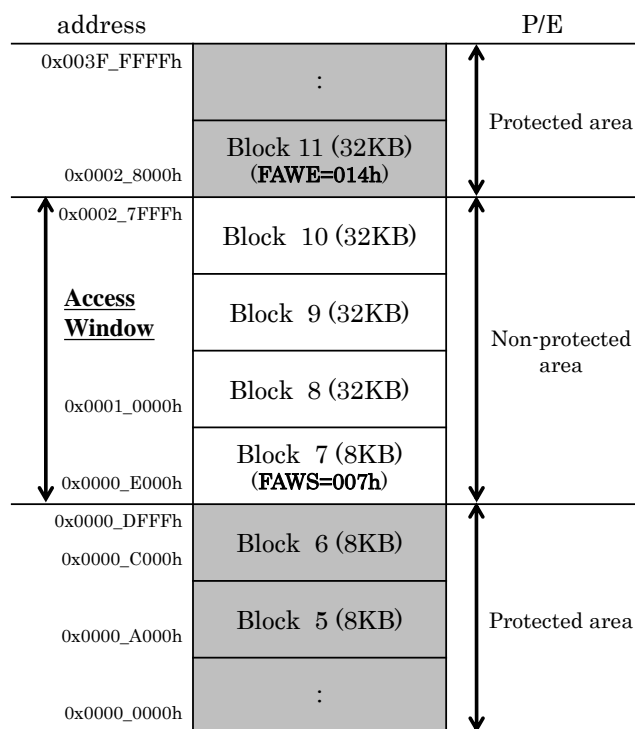 address P/E
0x003F_FFFFh
:
Protected area
Block 11 (32KB)
(FAWE=014h)
0x0002_8000h
0x0002_7FFFh
Block 10 (32KB)
Access
Window
Block 9 (32KB)
Non-protected
area
Block 8 (32KB)
0x0001_0000h
Block 7 (8KB)
(FAWS=007h)
0x0000_E000h
0x0000_DFFFh
Block 6 (8KB)
0x0000_C000h
Block 5 (8KB)
Protected area
0x0000_A000h
:
0x0000_0000h